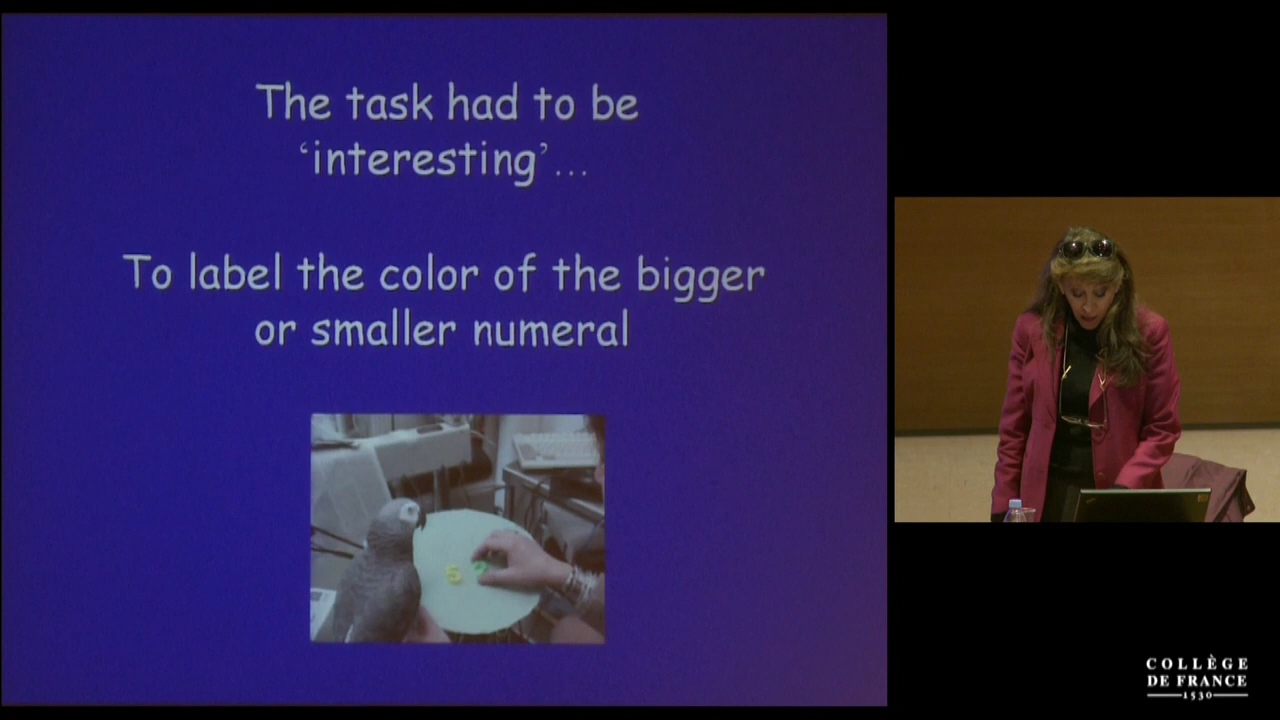 The task had to be
‘interesting’...
To label the color of the bigger
or smaller numeral
5
COLLÈGE
DE FRANCE
1530